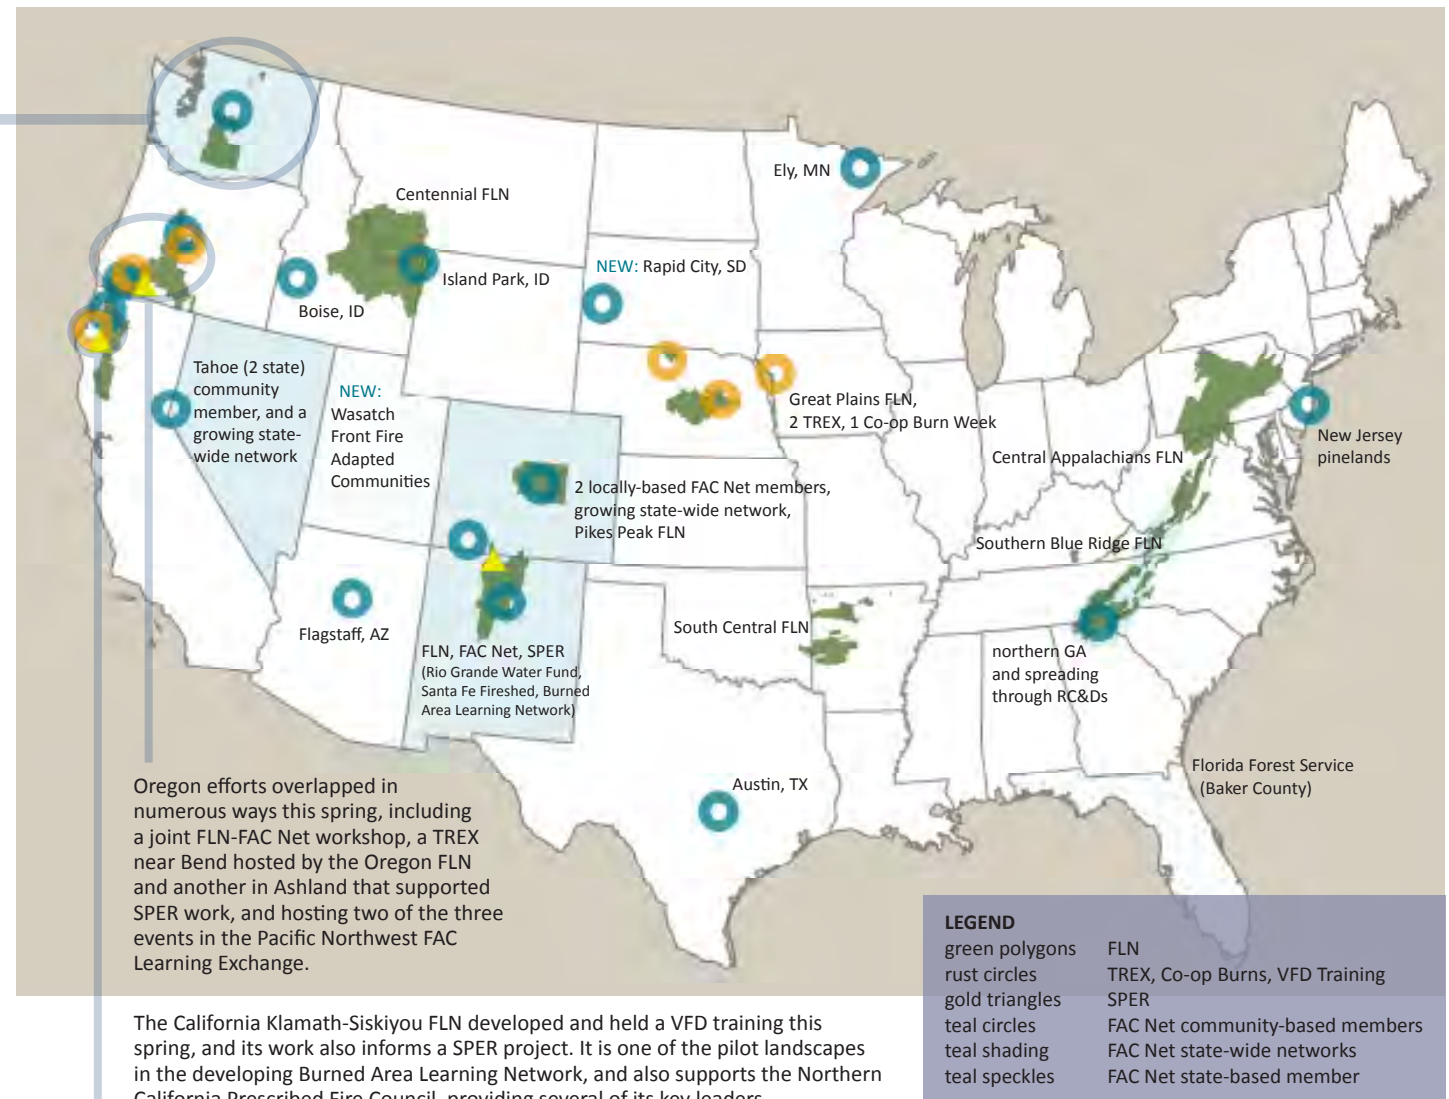 Ely, MN
Centennial FLN
NEW: Rapid City, SD
Island Park, ID
Boise, ID
Tahoe (2 state)
community
member, and a
growing state-
wide network
NEW:
Wasatch
Front Fire
Adapted
Communities
Great Plains FLN,
2 TREX, 1 Co-op Burn Week
New Jersey
pinelands
Central Appalachians FLN
2 locally-based FAC Net members,
growing state-wide network,
Pikes Peak FLN
Southern Blue Ridge FLN
Flagstaff, AZ
South Central FLN
FLN, FAC Net, SPER
(Rio Grande Water Fund,
Santa Fe Fireshed, Burned
Area Learning Network)
northern GA
and spreading
through RC&Ds
Florida Forest Service
(Baker County)
Austin, TX
Oregon efforts overlapped in
numerous ways this spring, including
a joint FLN-FAC Net workshop, a TREX
near Bend hosted by the Oregon FLN
and another in Ashland that supported
SPER work, and hosting two of the three
events in the Pacific Northwest FAC
Learning Exchange.
LEGEND
green polygons FLN
rust circles TREX, Co-op Burns, VFD Training
gold triangles SPER
teal circles FAC Net community-based members
teal shading FAC Net state-wide networks
teal speckles FAC Net state-based member
The California Klamath-Siskiyou FLN developed and held a VFD training this
spring, and its work also informs a SPER project. It is one of the pilot landscapes
in the developing Burned Area Learning Network, and also supports the Northern
California Prescribed Fire Council, providing several of its key leaders